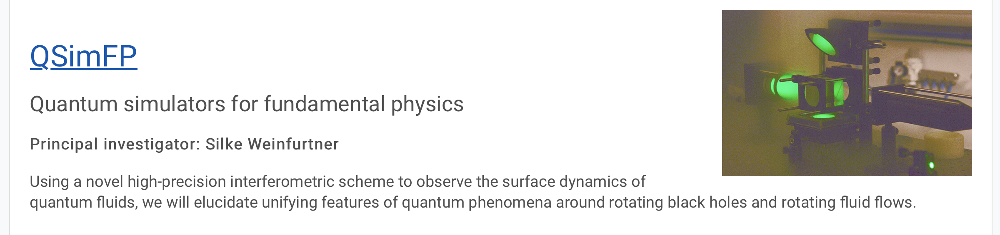 QSimFP
Quantum simulators for fundamental physics
Principal investigator: Silke Weinfurtner
Using a novel high-precision interferometric scheme to observe the surface dynamics of
quantum fluids, we will elucidate unifying features of quantum phenomena around rotating black holes and rotating fluid flows.